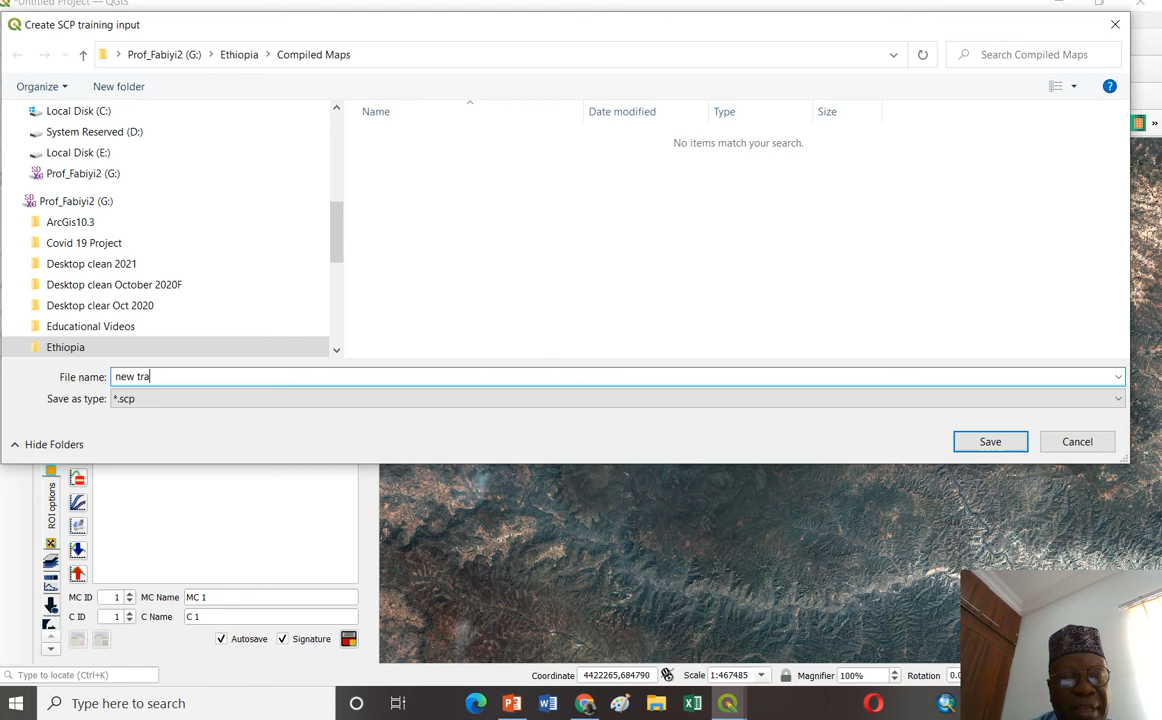 *Untitled Project — QGIS
Create SCP training input
Prof_Fabiyi2 (G:) > Ethiopia > Compiled Maps
Search Compiled Maps
Organize
New folder
Local Disk (C:)
System Reserved (D:)
Local Disk (E:)
Prof_Fabiyi2 (G:)
Prof_Fabiyi2 (G:)
ArcGis10.3
Covid 19 Project
Desktop clean 2021
Desktop clean October 2020F
Desktop clear Oct 2020
Educational Videos
Ethiopia
Name
Date modified
Type
Size
No items match your search.
File name: new tra
Save as type: *.scp
Hide Folders
Save
Cancel
ROI options
MC ID 1 MC Name MC 1
C ID 1 C Name C 1
Autosave
Signature
Type to locate (Ctrl+K)
Coordinate 4422265,684790
Scale 1:467485
Magnifier 100%
Rotation 0.0
Type here to search